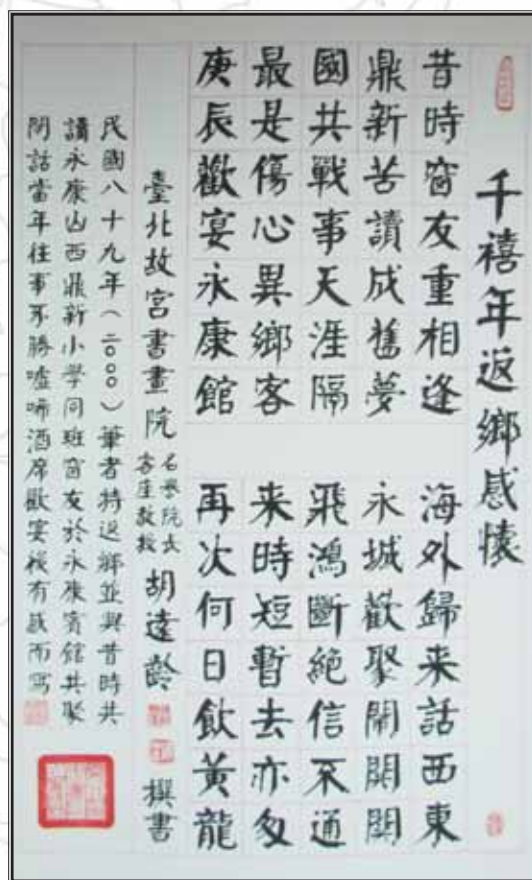 千禧年返鄉感懷
昔時窗友重相逢 海外歸来話西東
鼎新苦讀成舊夢 永城歡聚
國共戰事天涯隔 飛鴻斷絕信不通
最是傷心異鄉客 来時短暫去亦匆
庚辰歡宴永康館 再次何日飲黃龍
臺北故宮書畫院 名譽院長 客座教授 胡達齡 撰書
民國八十九年（二○○○）筆者特返鄉並與昔時共
讀永康山西鼎新小學同班窗友於永康賓館共聚
閒話當年往事不勝噓唏酒席歡宴後有感而寫